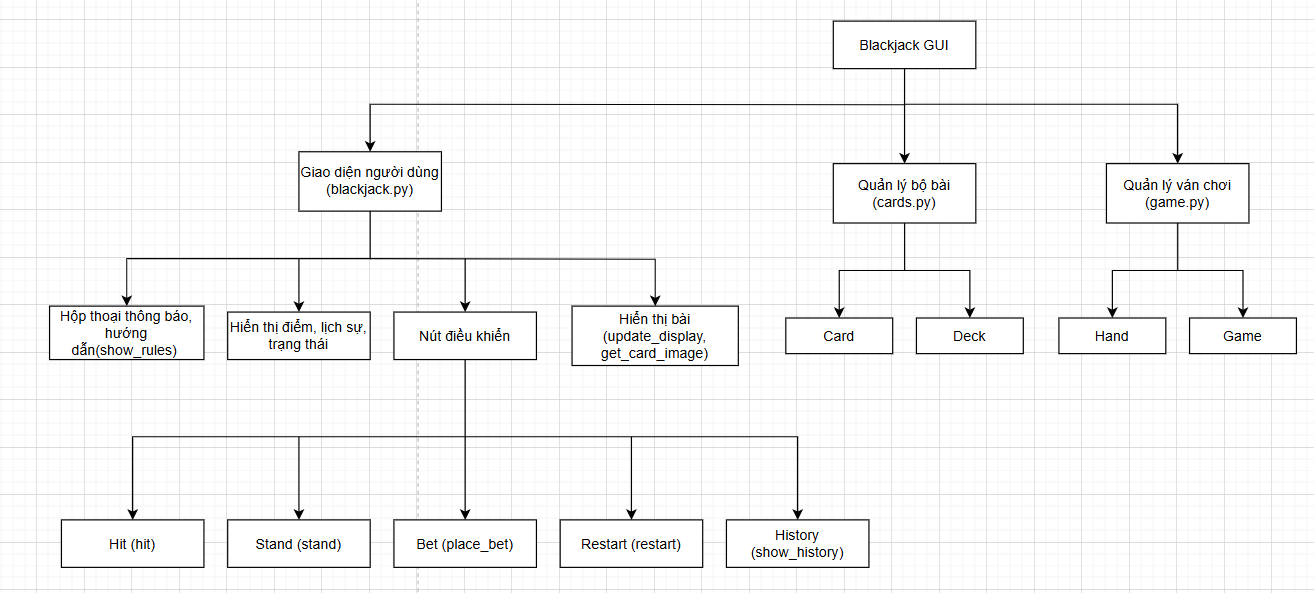 Blackjack GUI
Giao diện người dùng
(blackjack.py)
Quản lý bộ bài
(cards.py)
Quản lý ván chơi
(game.py)
Hộp thoại thông báo,
hướng
dẫn(show_rules)
Hiển thị điểm, lịch sự,
trạng thái
Nút điều khiển
Hiển thị bài
(update_display,
get_card_image)
Card
Deck
Hand
Game
Hit (hit)
Stand (stand)
Bet (place_bet)
Restart (restart)
History
(show_history)